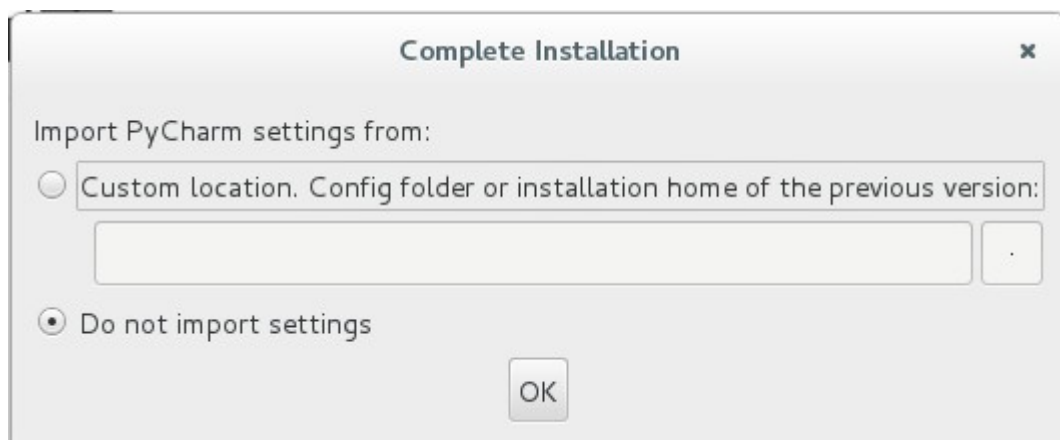 Complete Installation
Import PyCharm settings from:
Custom location. Config folder or installation home of the previous version:
.
Do not import settings
OK